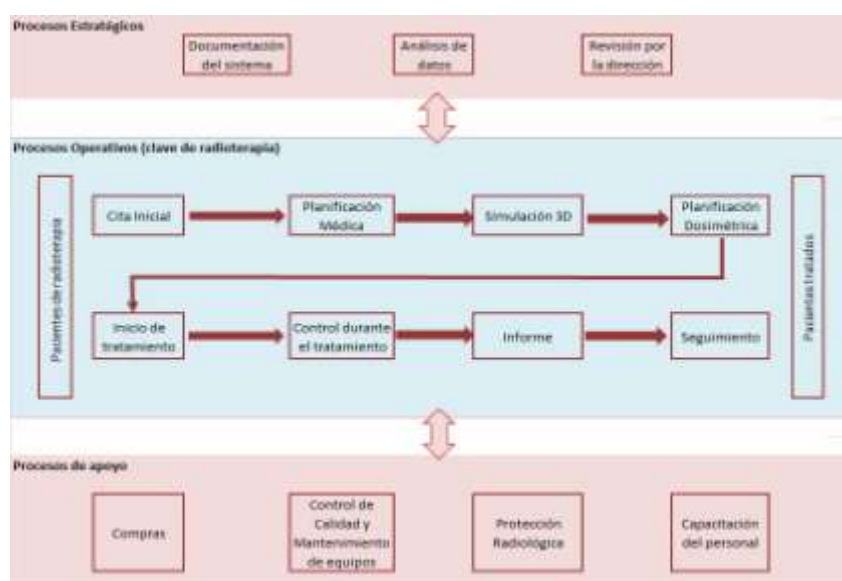 Procesos Estratégicos
Documentación
del sistema
Análisis de
datos
Revisión por
la dirección
Procesos Operativos (clave de radioterapia)
Pacientes de radioterapia
Cita Inicial
Planificación
Médica
Simulación 3D
Planificación
Dosimétrica
Inicio de
tratamiento
Control durante
el tratamiento
Informe
Seguimiento
Pacientas tratados
Procesos de apoyo
Compras
Control de
Calidad y
Mantenimiento
de equipos
Protección
Radiológica
Capacitación
del personal